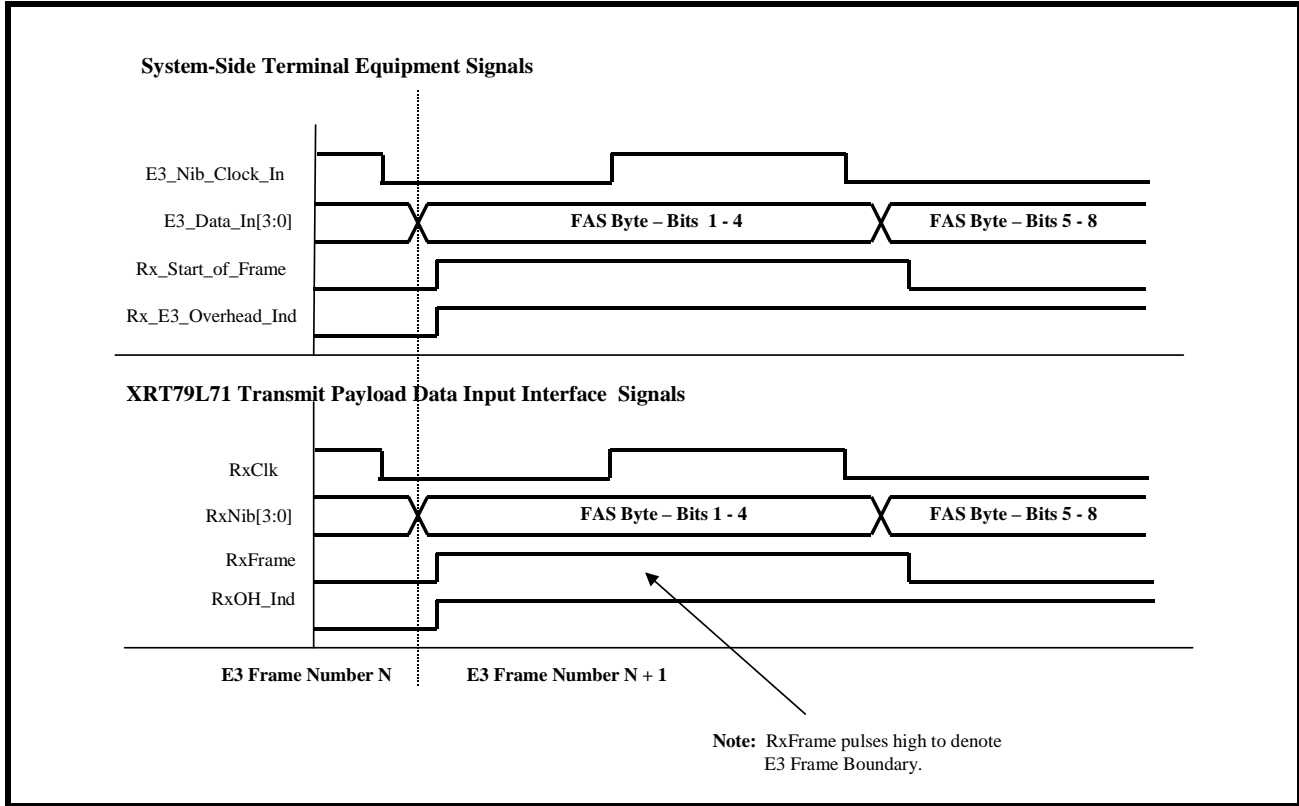 System-Side Terminal Equipment Signals
E3_Nib_Clock_In
E3_Data_In[3:0]
FAS Byte – Bits 1 - 4
FAS Byte – Bits 5 - 8
Rx_Start_of_Frame
Rx_E3_Overhead_Ind
XRT79L71 Transmit Payload Data Input Interface Signals
RxClk
RxNib[3:0]
FAS Byte – Bits 1 - 4
FAS Byte – Bits 5 - 8
RxFrame
RxOH_Ind
E3 Frame Number N
E3 Frame Number N + 1
Note: RxFrame pulses high to denote
E3 Frame Boundary.